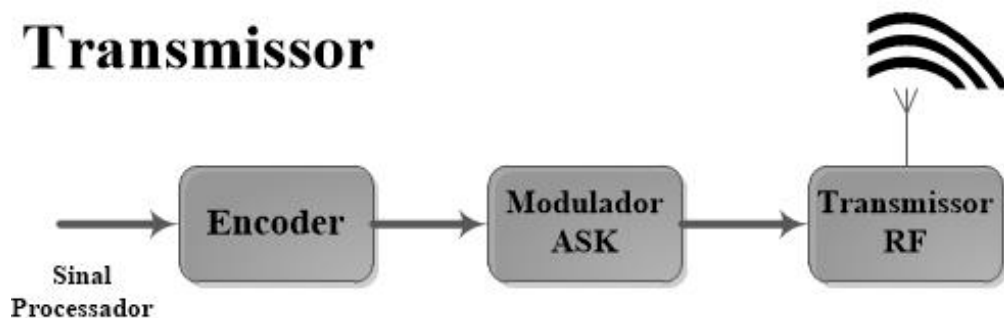 Transmissor
Encoder
Modulador
ASK
Transmissor
RF
Sinal
Processador